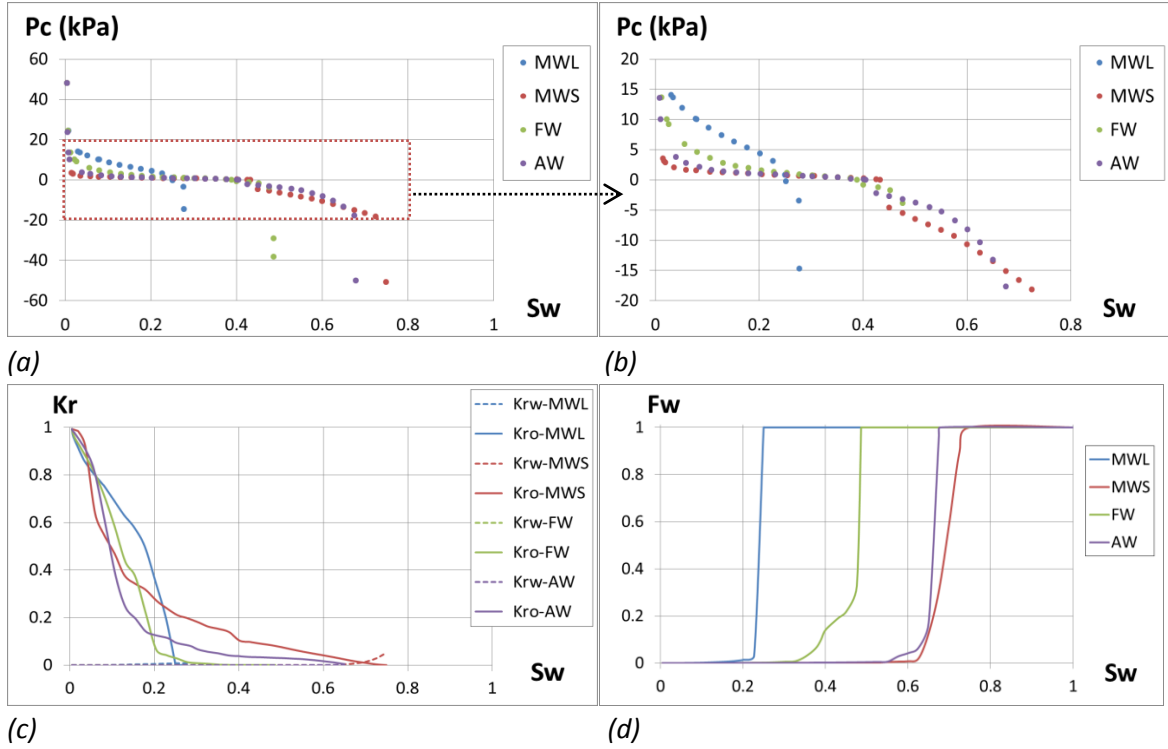 Pc (kPa)
60
40
20
0
-20
-40
-60
0
0.2
0.4
0.6
0.8
1
Sw
MWL
MWS
FW
AW
(a)
Pc (kPa)
20
15
10
5
0
-5
-10
-15
-20
0
0.2
0.4
0.6
0.8
Sw
MWL
MWS
FW
AW
(b)
Kr
1
0.8
0.6
0.4
0.2
0
0
0.2
0.4
0.6
0.8
1
Sw
Krw-MWL
Kro-MWL
Krw-MWS
Kro-MWS
Krw-FW
Kro-FW
Krw-AW
Kro-AW
(c)
Fw
1
0.8
0.6
0.4
0.2
0
0
0.2
0.4
0.6
0.8
1
Sw
MWL
MWS
FW
AW
(d)